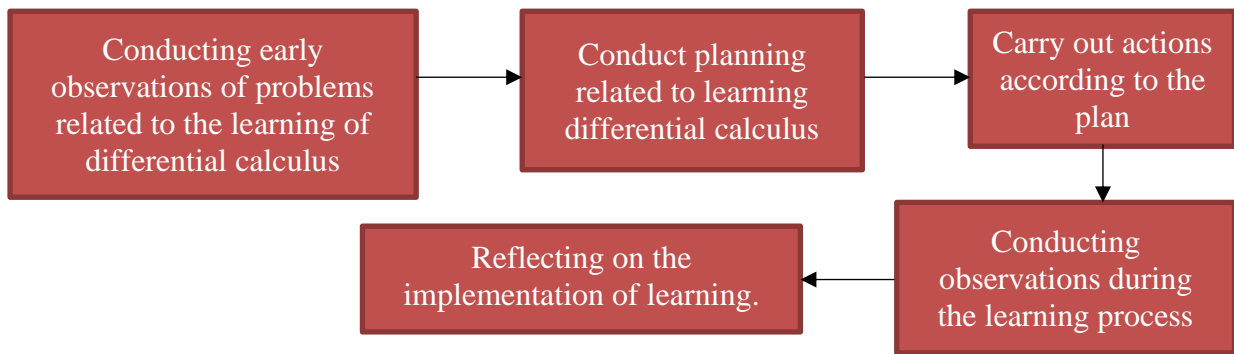 Conducting early
observations of problems
related to the learning of
differential calculus
Conduct planning
related to learning
differential calculus
Carry out actions
according to the
plan
Conducting
observations during
the learning process
Reflecting on the
implementation of learning.